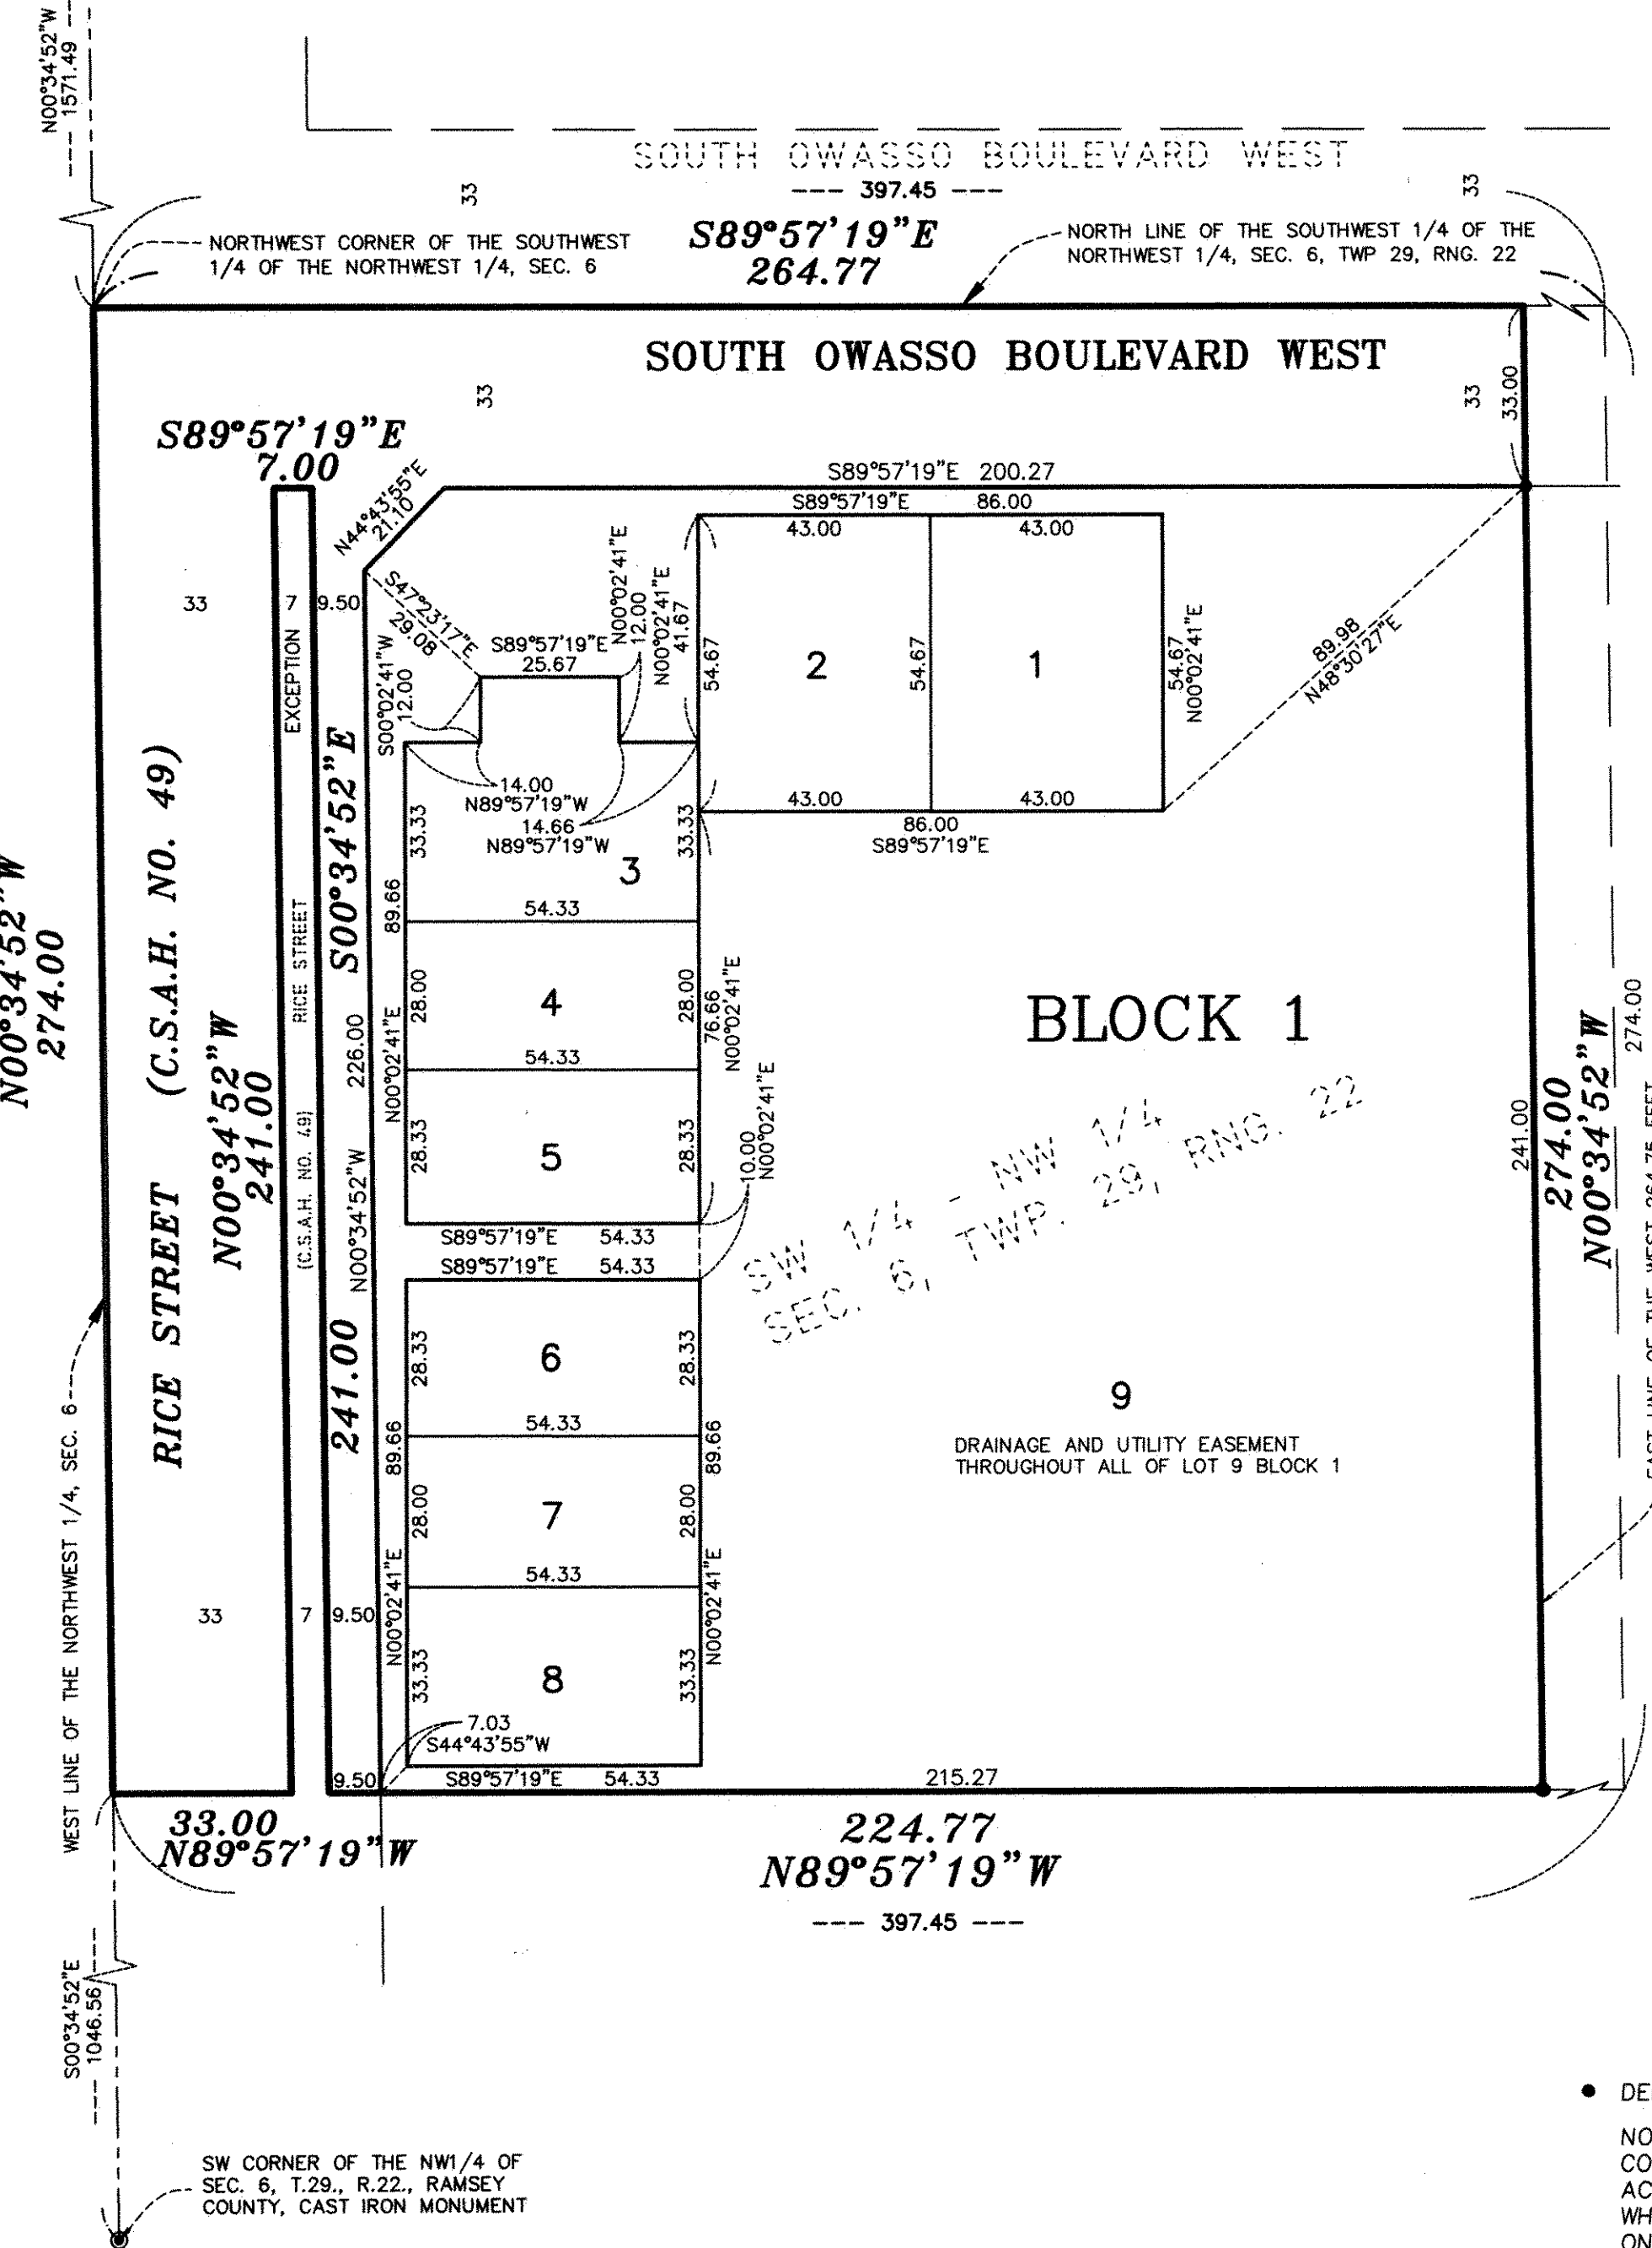 N00°34'52"W
--- 1571.49 ---
SOUTH OWASSO BOULEVARD WEST
--- 397.45 ---
33
33
S89°57'19"E
264.77
NORTHWEST CORNER OF THE SOUTHWEST
1/4 OF THE NORTHWEST 1/4, SEC. 6
NORTH LINE OF THE SOUTHWEST 1/4 OF THE
NORTHWEST 1/4, SEC. 6, TWP 29, RNG. 22
SOUTH OWASSO BOULEVARD WEST
33
33
33.00
S89°57'19"E
7.00
N44°43'55"E
21.10
S89°57'19"E 200.27
S89°57'19"E 86.00
43.00
43.00
33
7
9.50
EXCEPTION
S47°23'17"E
29.08
S89°57'19"E
25.67
N00°02'41"E
12.00
N00°02'41"E
41.67
54.67
2
54.67
1
54.67
N00°02'41"E
89.98
N48°30'27"E
S00°02'41"W
12.00
14.00
N89°57'19"W
14.66
N89°57'19"W
43.00
43.00
86.00
S89°57'19"E
33.33
33.33
3
54.33
89.66
N00°02'41"E
28.00
4
28.00
54.33
76.66
N00°02'41"E
28.33
5
28.33
10.00
N00°02'41"E
S89°57'19"E 54.33
S89°57'19"E 54.33
N00°34'52"W
274.00
RICE STREET (C.S.A.H. NO. 49)
N00°34'52"W
241.00
RICE STREET
(C.S.A.H. NO. 49)
S00°34'52"E
241.00
N00°34'52"W 226.00
BLOCK 1
SW 1/4 - NW 1/4
SEC. 6, TWP. 29, RNG. 22
241.00
274.00
N00°34'52"W
274.00
EAST LINE OF THE WEST 264.75 FEET
28.33
6
28.33
54.33
89.66
N00°02'41"E
28.00
7
28.00
54.33
89.66
N00°02'41"E
33.33
8
33.33
7.03
S44°43'55"W
S89°57'19"E 54.33
9
DRAINAGE AND UTILITY EASEMENT
THROUGHOUT ALL OF LOT 9 BLOCK 1
WEST LINE OF THE NORTHWEST 1/4, SEC. 6
33
7
9.50
9.50
215.27
33.00
N89°57'19"W
224.77
N89°57'19"W
--- 397.45 ---
S00°34'52"E
--- 1046.56 ---
SW CORNER OF THE NW1/4 OF
SEC. 6, T.29., R.22., RAMSEY
COUNTY, CAST IRON MONUMENT
DE
NO
CO
AC
WH
ON